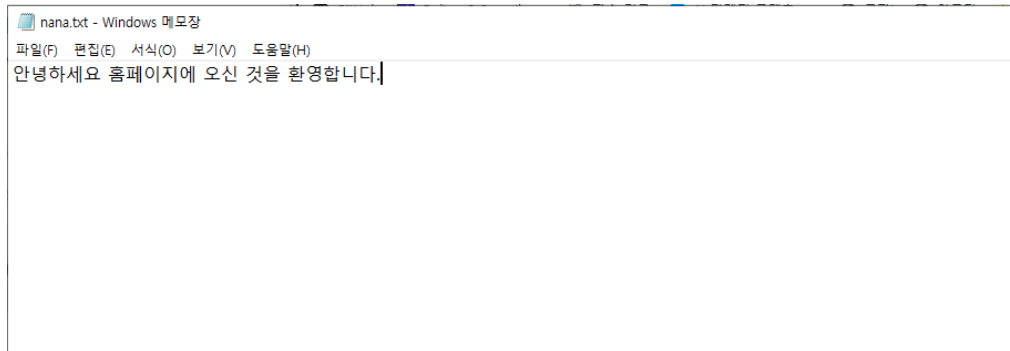 nana.txt - Windows 메모장
파일(F) 편집(E) 서식(O) 보기(V) 도움말(H)
안녕하세요 홈페이지에 오신 것을 환영합니다.